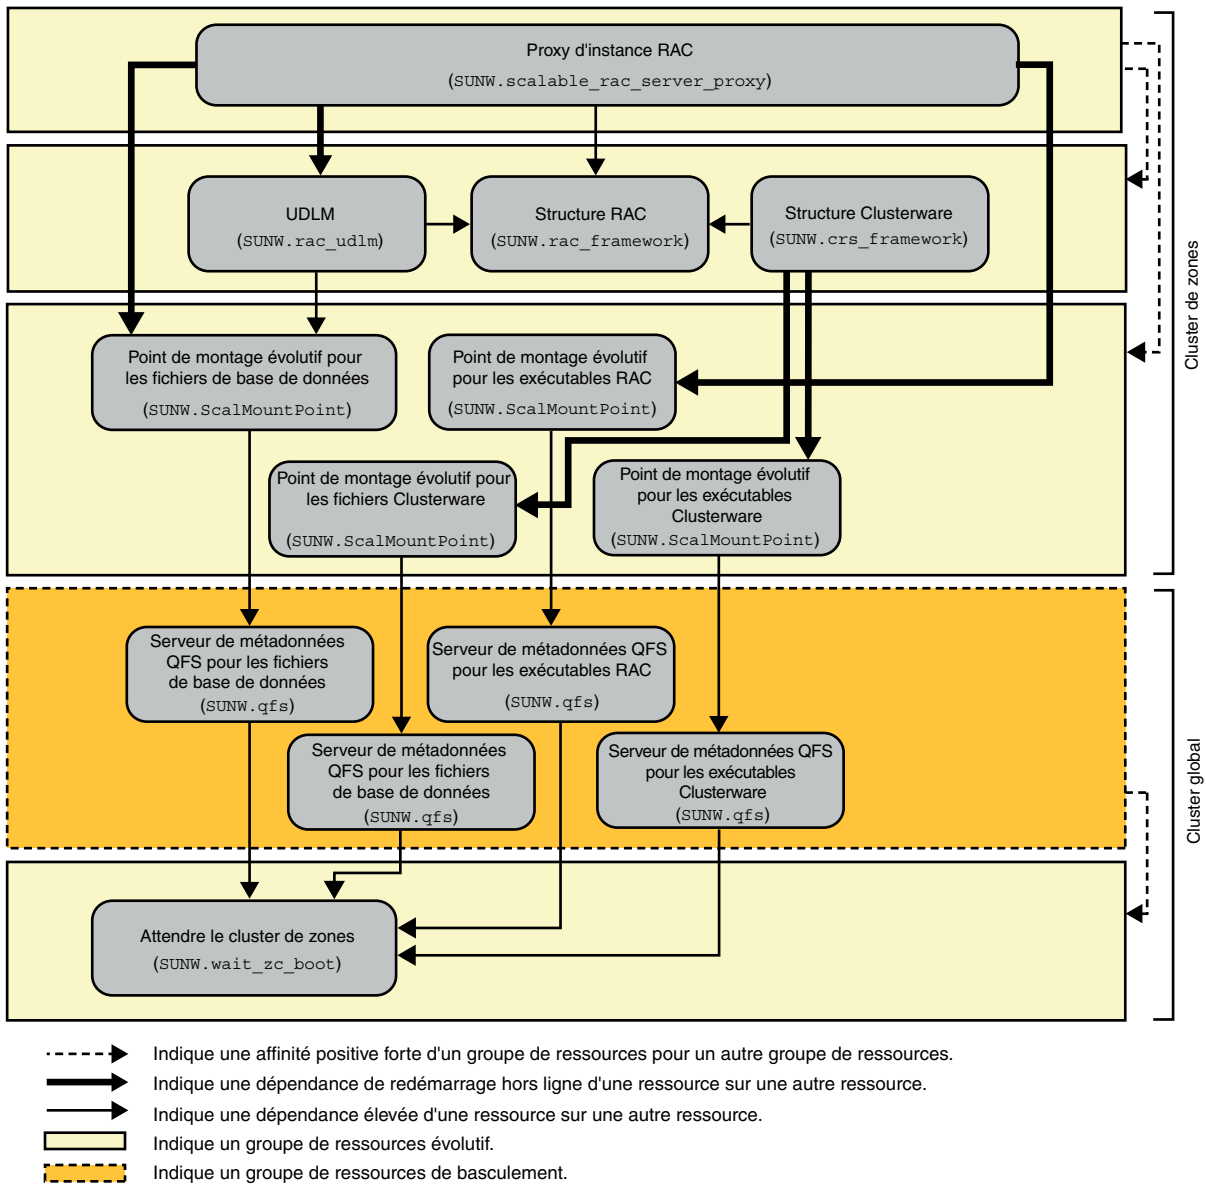 Proxy d'instance RAC
(SUNW.scalable_rac_server_proxy)
UDLM
(SUNW.rac_udlm)
Structure RAC
(SUNW.rac_framework)
Structure Clusterware
(SUNW.crs_framework)
Point de montage évolutif pour
les fichiers de base de données
(SUNW.ScalMountPoint)
Point de montage évolutif
pour les exécutables RAC
(SUNW.ScalMountPoint)
Point de montage évolutif pour
les fichiers Clusterware
(SUNW.ScalMountPoint)
Point de montage évolutif
pour les exécutables
Clusterware
(SUNW.ScalMountPoint)
Cluster de zones
Serveur de métadonnées
QFS pour les fichiers
de base de données
(SUNW.qfs)
Serveur de métadonnées QFS
pour les exécutables RAC
(SUNW.qfs)
Serveur de métadonnées
QFS pour les fichiers
de base de données
(SUNW.qfs)
Serveur de métadonnées QFS
pour les exécutables
Clusterware
(SUNW.qfs)
Attendre le cluster de zones
(SUNW.wait_zc_boot)
Cluster global
Indique une affinité positive forte d'un groupe de ressources pour un autre groupe de ressources.
Indique une dépendance de redémarrage hors ligne d'une ressource sur une autre ressource.
Indique une dépendance élevée d'une ressource sur une autre ressource.
Indique un groupe de ressources évolutif.
Indique un groupe de ressources de basculement.